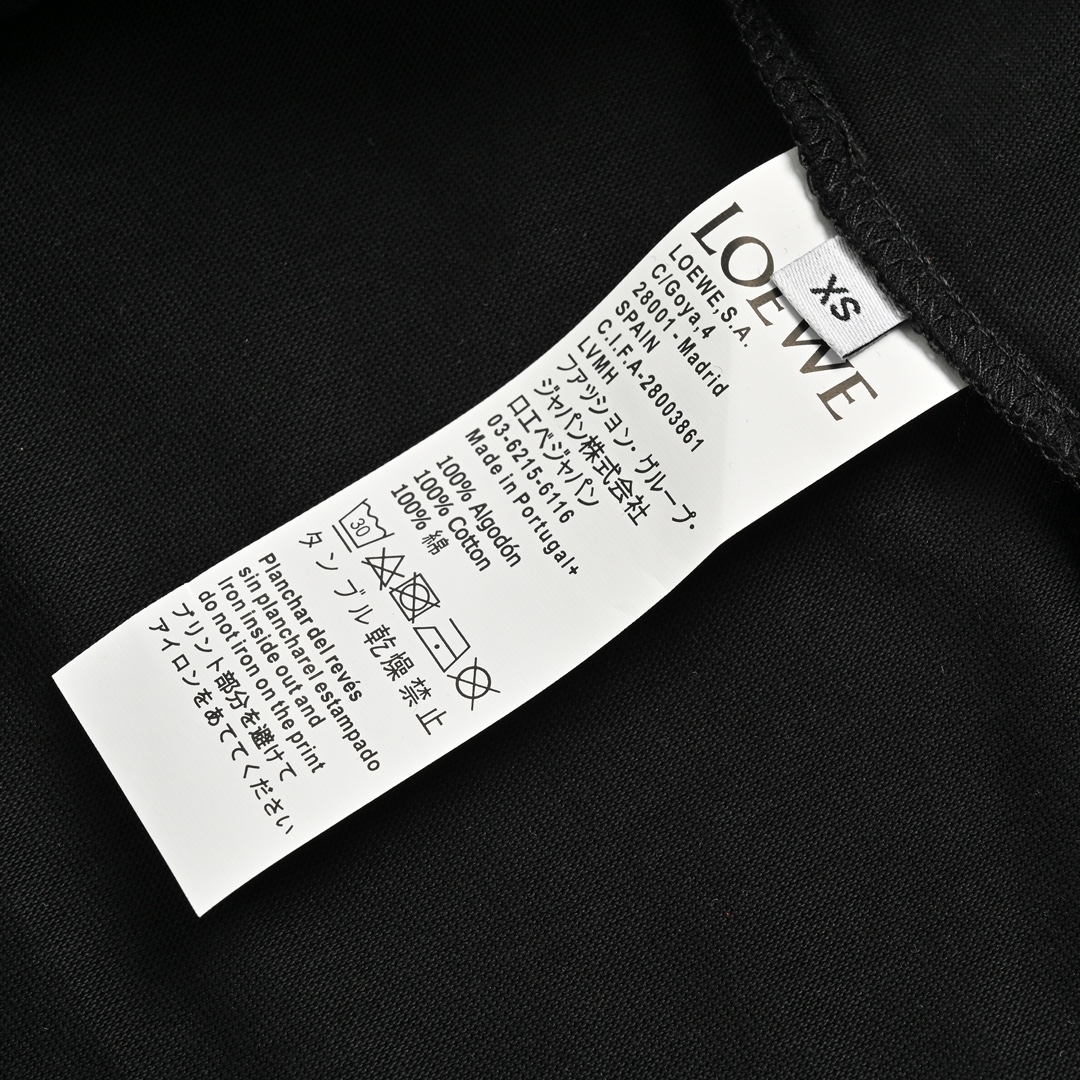 LOEWE
XS
LOEWE,S.A.
C/Goya,4
28001 - Madrid
SPAIN
C.I.F.A-28003861
LVMH
フアッション・グループ・
ジャパン株式会社
ロエベジャパン
03-6215-6116
Made in Portugal+
100% Algodón
100% Cotton
100% 綿
30
タンブル乾燥禁止
Planchar del revés
sin planchar el estampado
Iron inside out and
do not iron on the print
プリント部分を避けて
アイロンをあててください